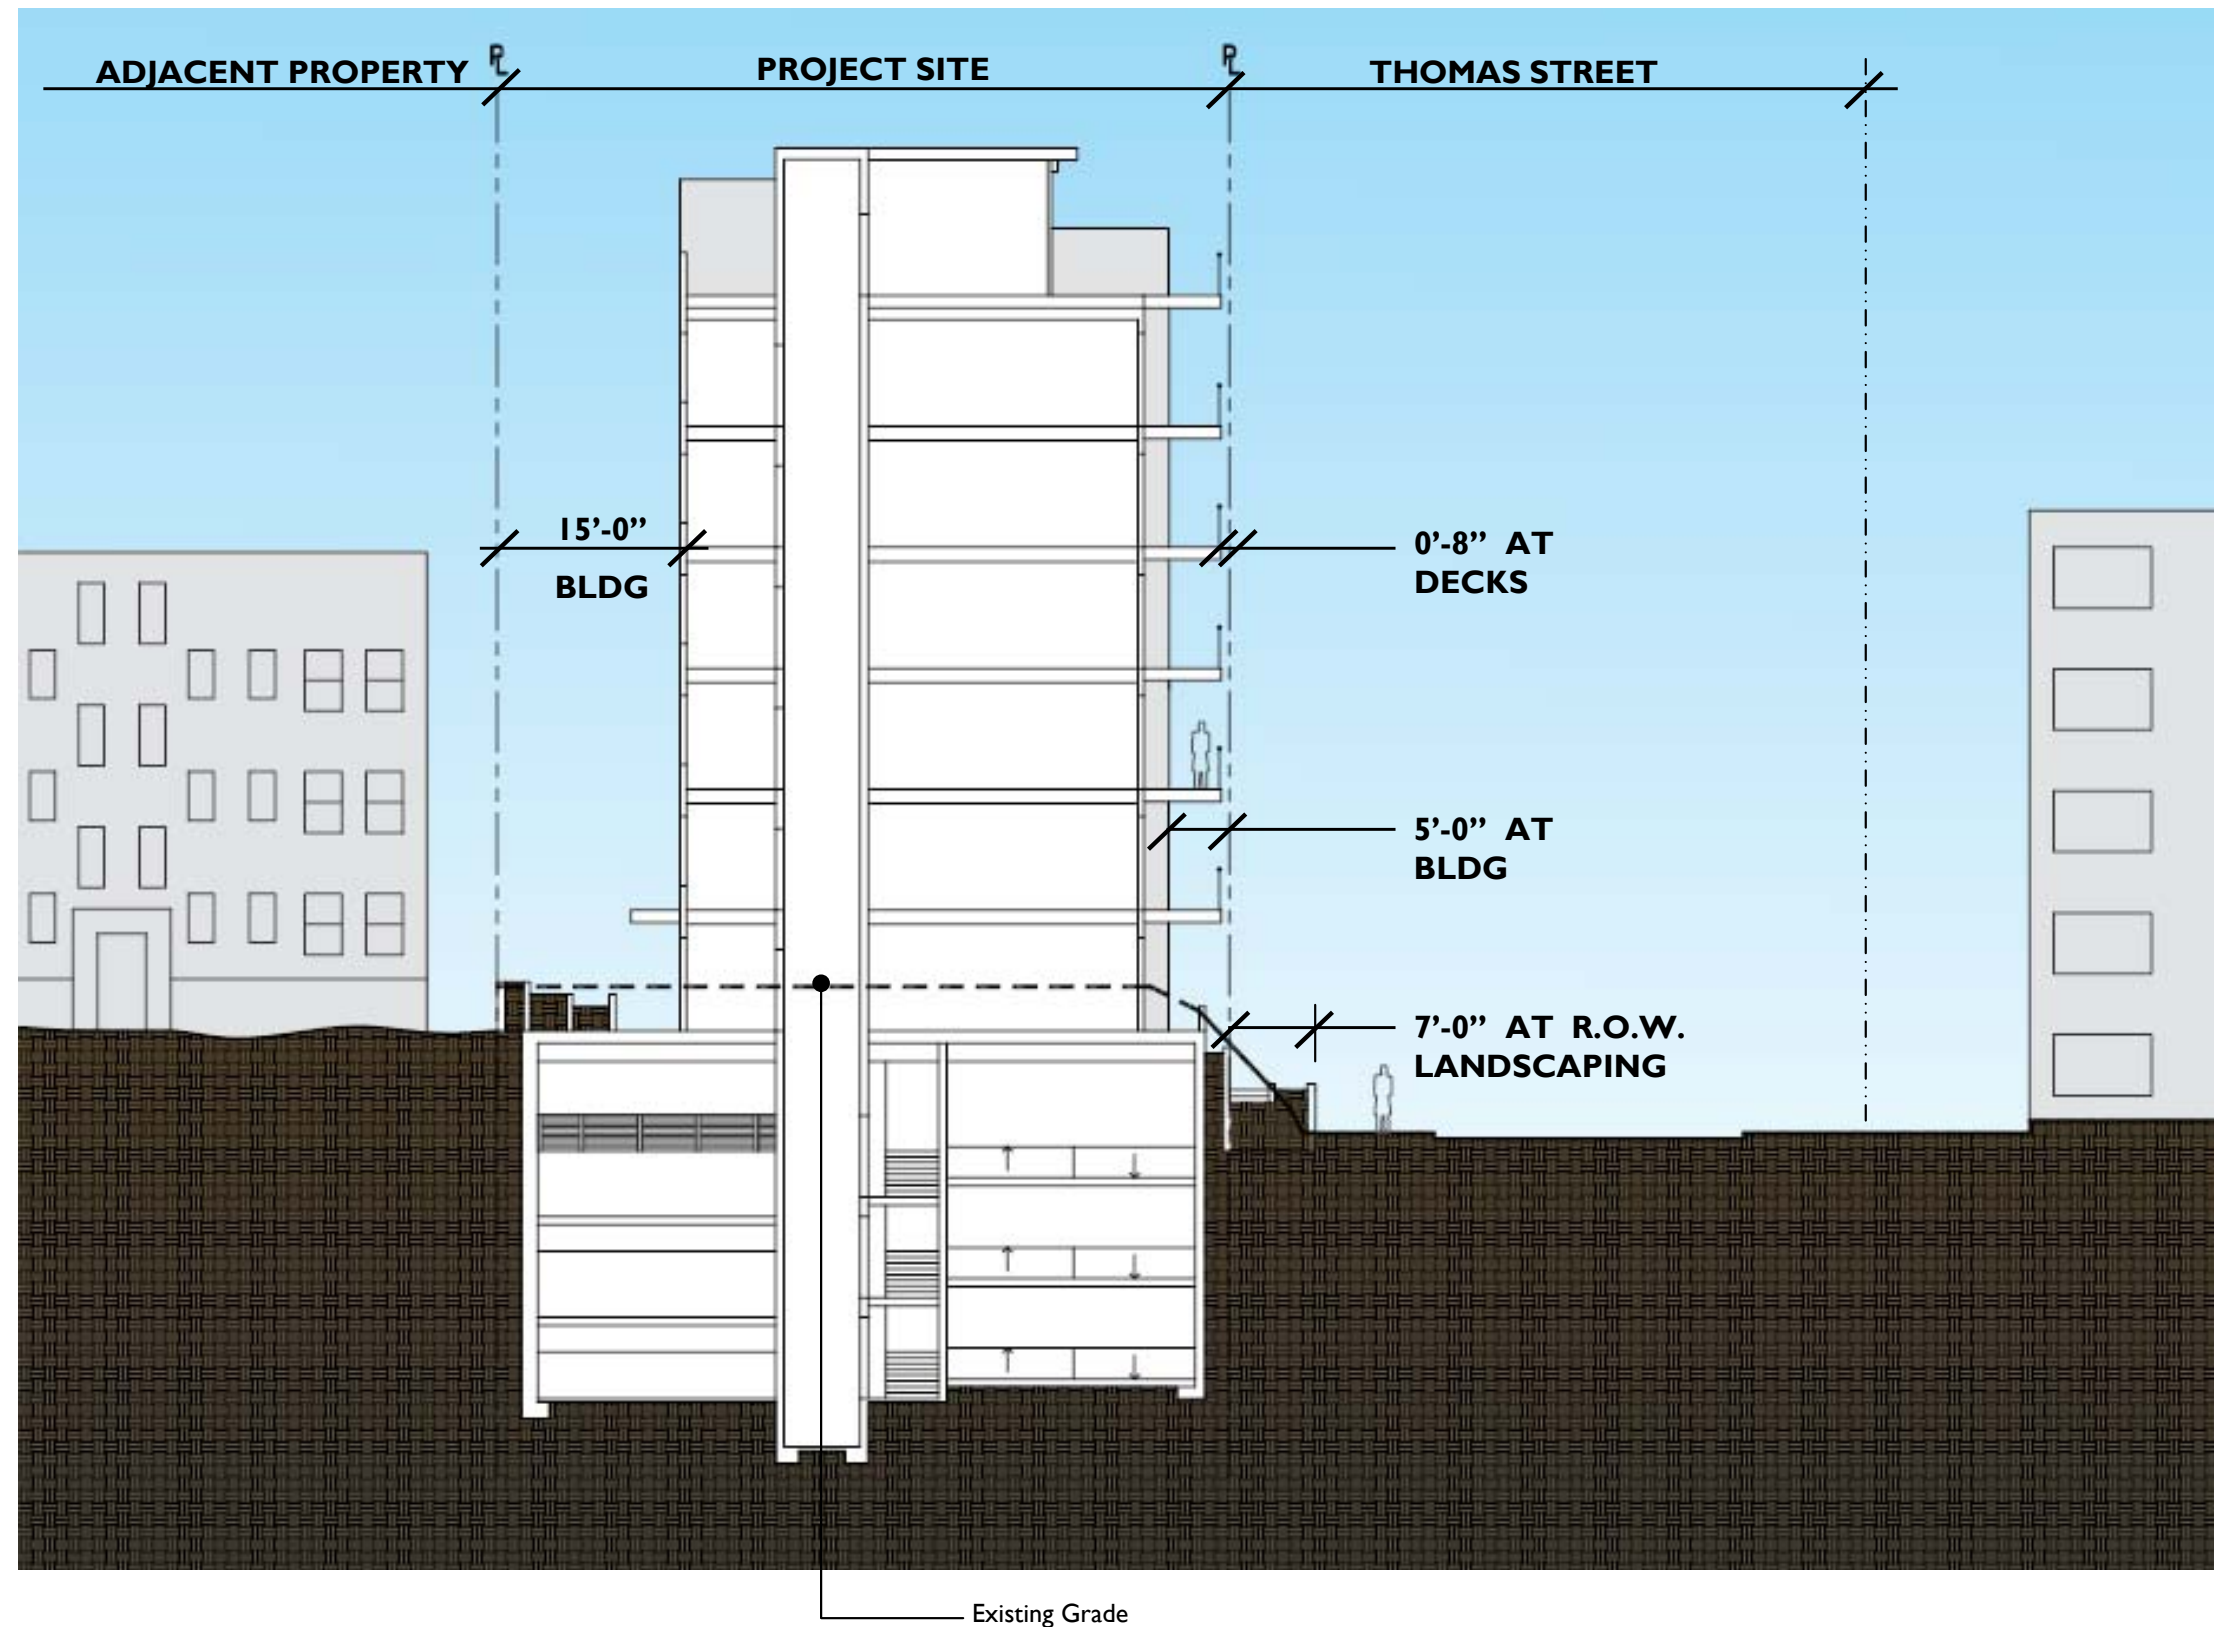 ADJACENT PROPERTY PL PROJECT SITE PL THOMAS STREET
15’-0”
BLDG
0’-8” AT
DECKS
5’-0” AT
BLDG
7’-0” AT R.O.W.
LANDSCAPING
Existing Grade